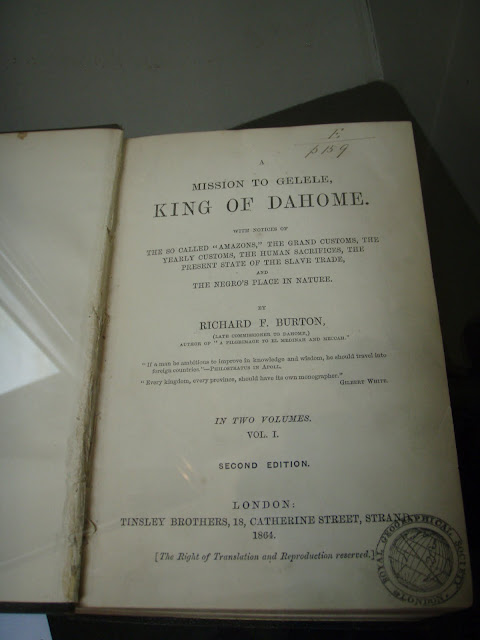 F.
β B9
A
MISSION TO GELELE,
KING OF DAHOME.
WITH NOTICES OF
THE SO CALLED "AMAZONS," THE GRAND CUSTOMS, THE
YEARLY CUSTOMS, THE HUMAN SACRIFICES, THE
PRESENT STATE OF THE SLAVE TRADE,
AND
THE NEGRO'S PLACE IN NATURE.
BY
RICHARD F. BURTON,
(LATE COMMISSIONER TO DAHOME,)
AUTHOR OF "A PILGRIMAGE TO EL MEDINAH AND MECCAH."
"If a man be ambitious to improve in knowledge and wisdom, he should travel into
foreign countries."—PHILOSTRATUS IN APOLL.
"Every kingdom, every province, should have its own monographer."
GILBERT WHITE.
IN TWO VOLUMES.
VOL. I.
SECOND EDITION.
LONDON:
TINSLEY BROTHERS, 18, CATHERINE STREET, STRAND.
1864.
[The Right of Translation and Reproduction reserved.]
ROYAL GEOGRAPHICAL SOCIETY
LONDON.